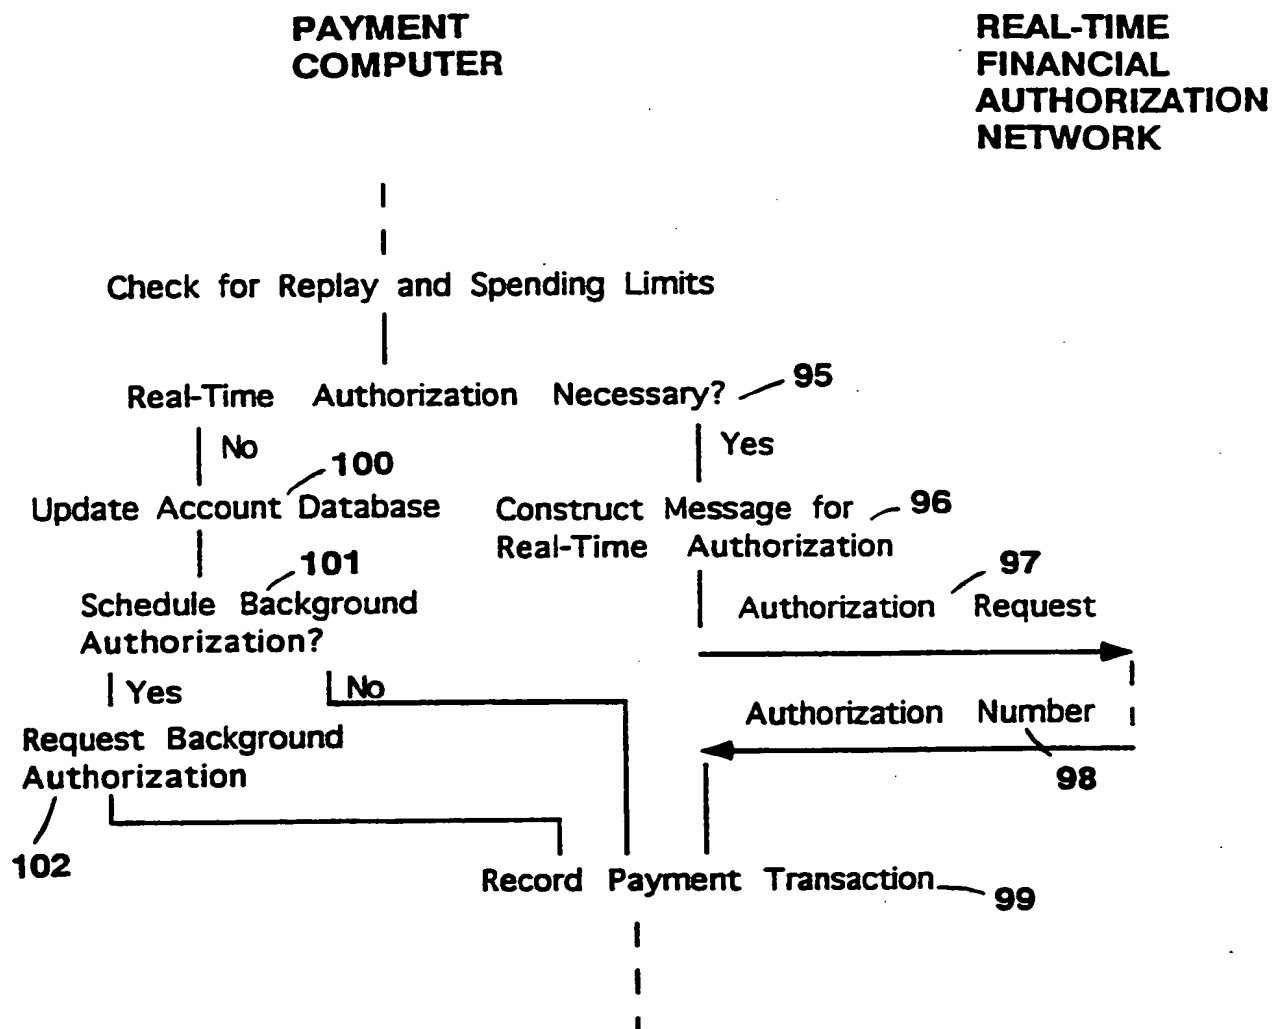 PAYMENT
COMPUTER
REAL-TIME
FINANCIAL
AUTHORIZATION
NETWORK
Check for Replay and Spending Limits
Real-Time Authorization Necessary?
95
No
Yes
100
Update Account Database
Construct Message for
Real-Time Authorization
96
101
Schedule Background
Authorization?
97
Authorization Request
Yes
No
Authorization Number
98
Request Background
Authorization
102
Record Payment Transaction
99